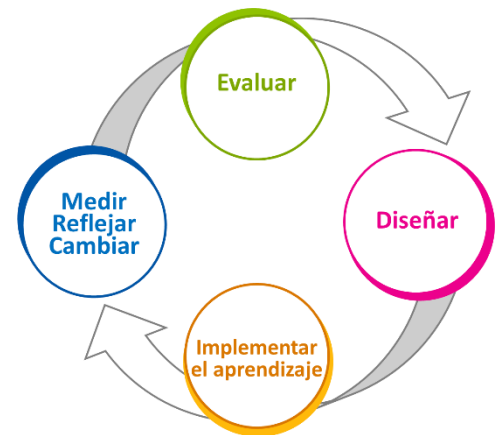 Evaluar
Diseñar
Implementar
el aprendizaje
Medir
Reflejar
Cambiar